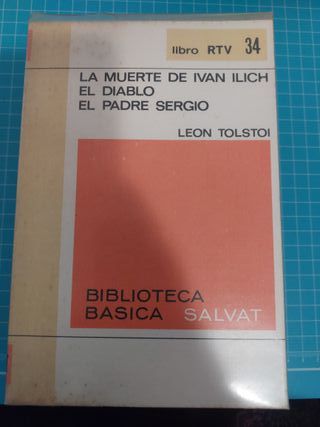 libro RTV 34
LA MUERTE DE IVAN ILICH
EL DIABLO
EL PADRE SERGIO
LEON TOLSTOI
BIBLIOTECA
BASICA SALVAT